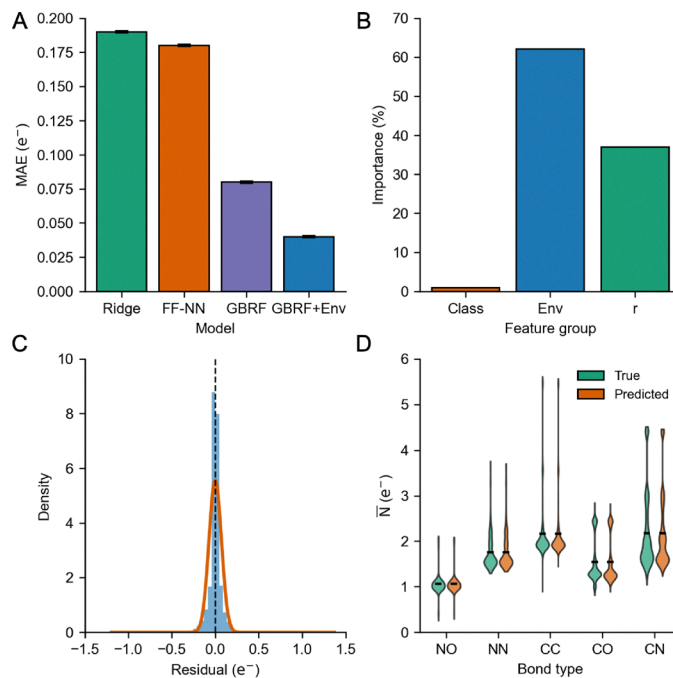 A
MAE (e⁻)
0.200
0.175
0.150
0.125
0.100
0.075
0.050
0.025
0.000
Ridge FF-NN GBRF GBRF+Env
Model
B
Importance (%)
70
60
50
40
30
20
10
0
Class Env r
Feature group
C
Density
10
8
6
4
2
0
−1.5 −1.0 −0.5 0.0 0.5 1.0 1.5
Residual (e⁻)
D
N̅ (e⁻)
6
5
4
3
2
1
0
True
Predicted
NO NN CC CO CN
Bond type